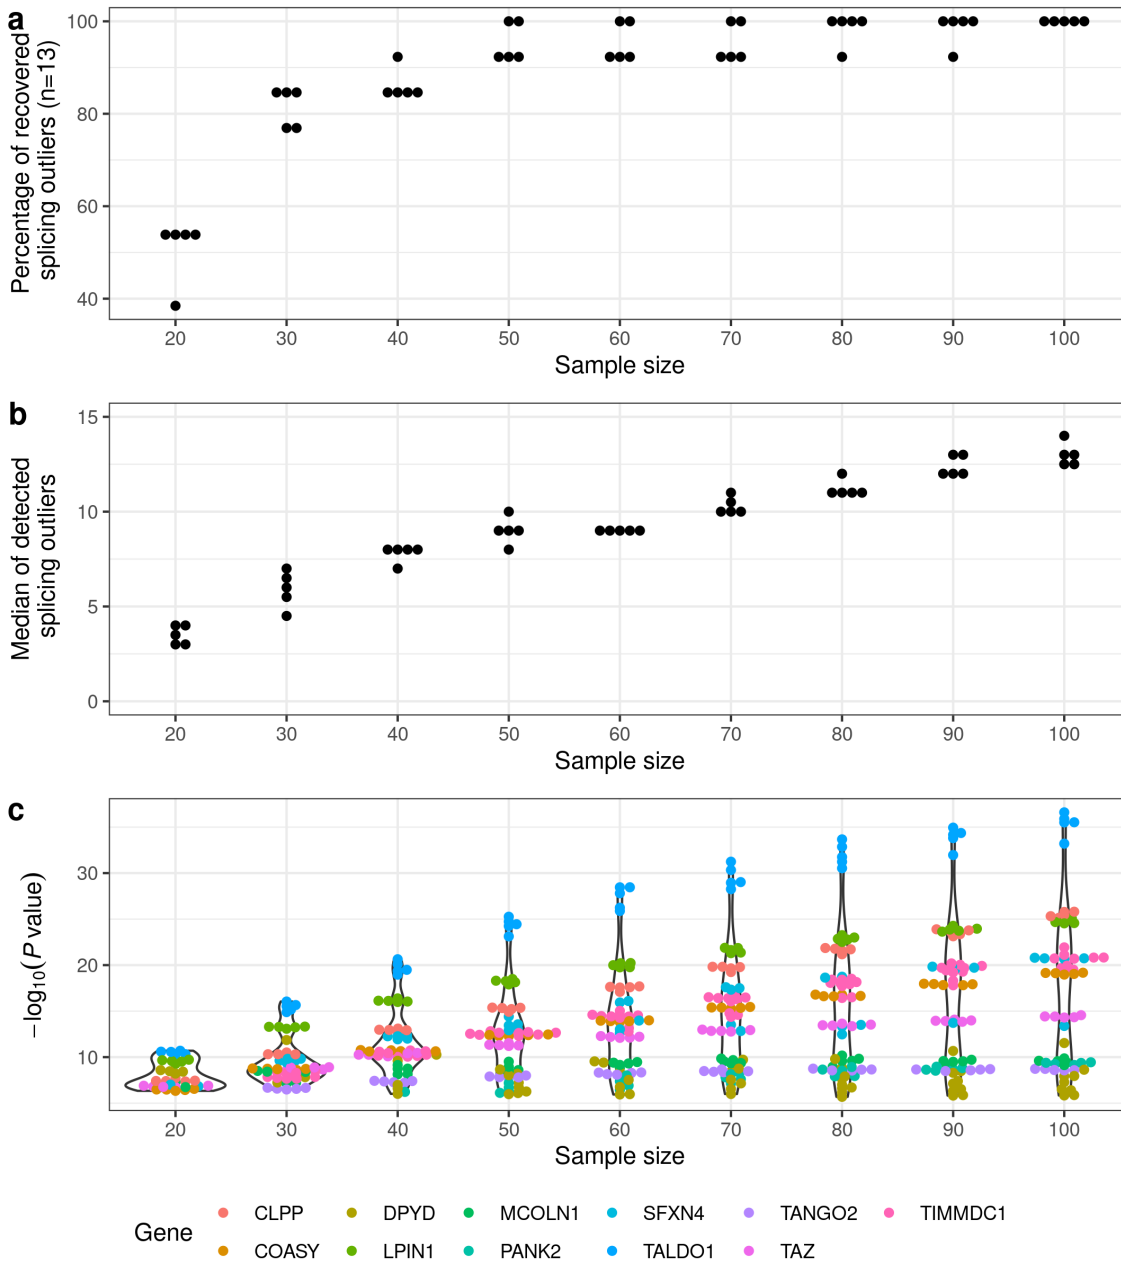 a
Percentage of recovered
splicing outliers (n=13)
100
80
60
40
20 30 40 50 60 70 80 90 100
Sample size
b
Median of detected
splicing outliers
15
10
5
0
20 30 40 50 60 70 80 90 100
Sample size
c
−log10(P value)
30
20
10
20 30 40 50 60 70 80 90 100
Sample size
Gene
CLPP DPYD MCOLN1 SFXN4 TANGO2 TIMMDC1
COASY LPIN1 PANK2 TALDO1 TAZ